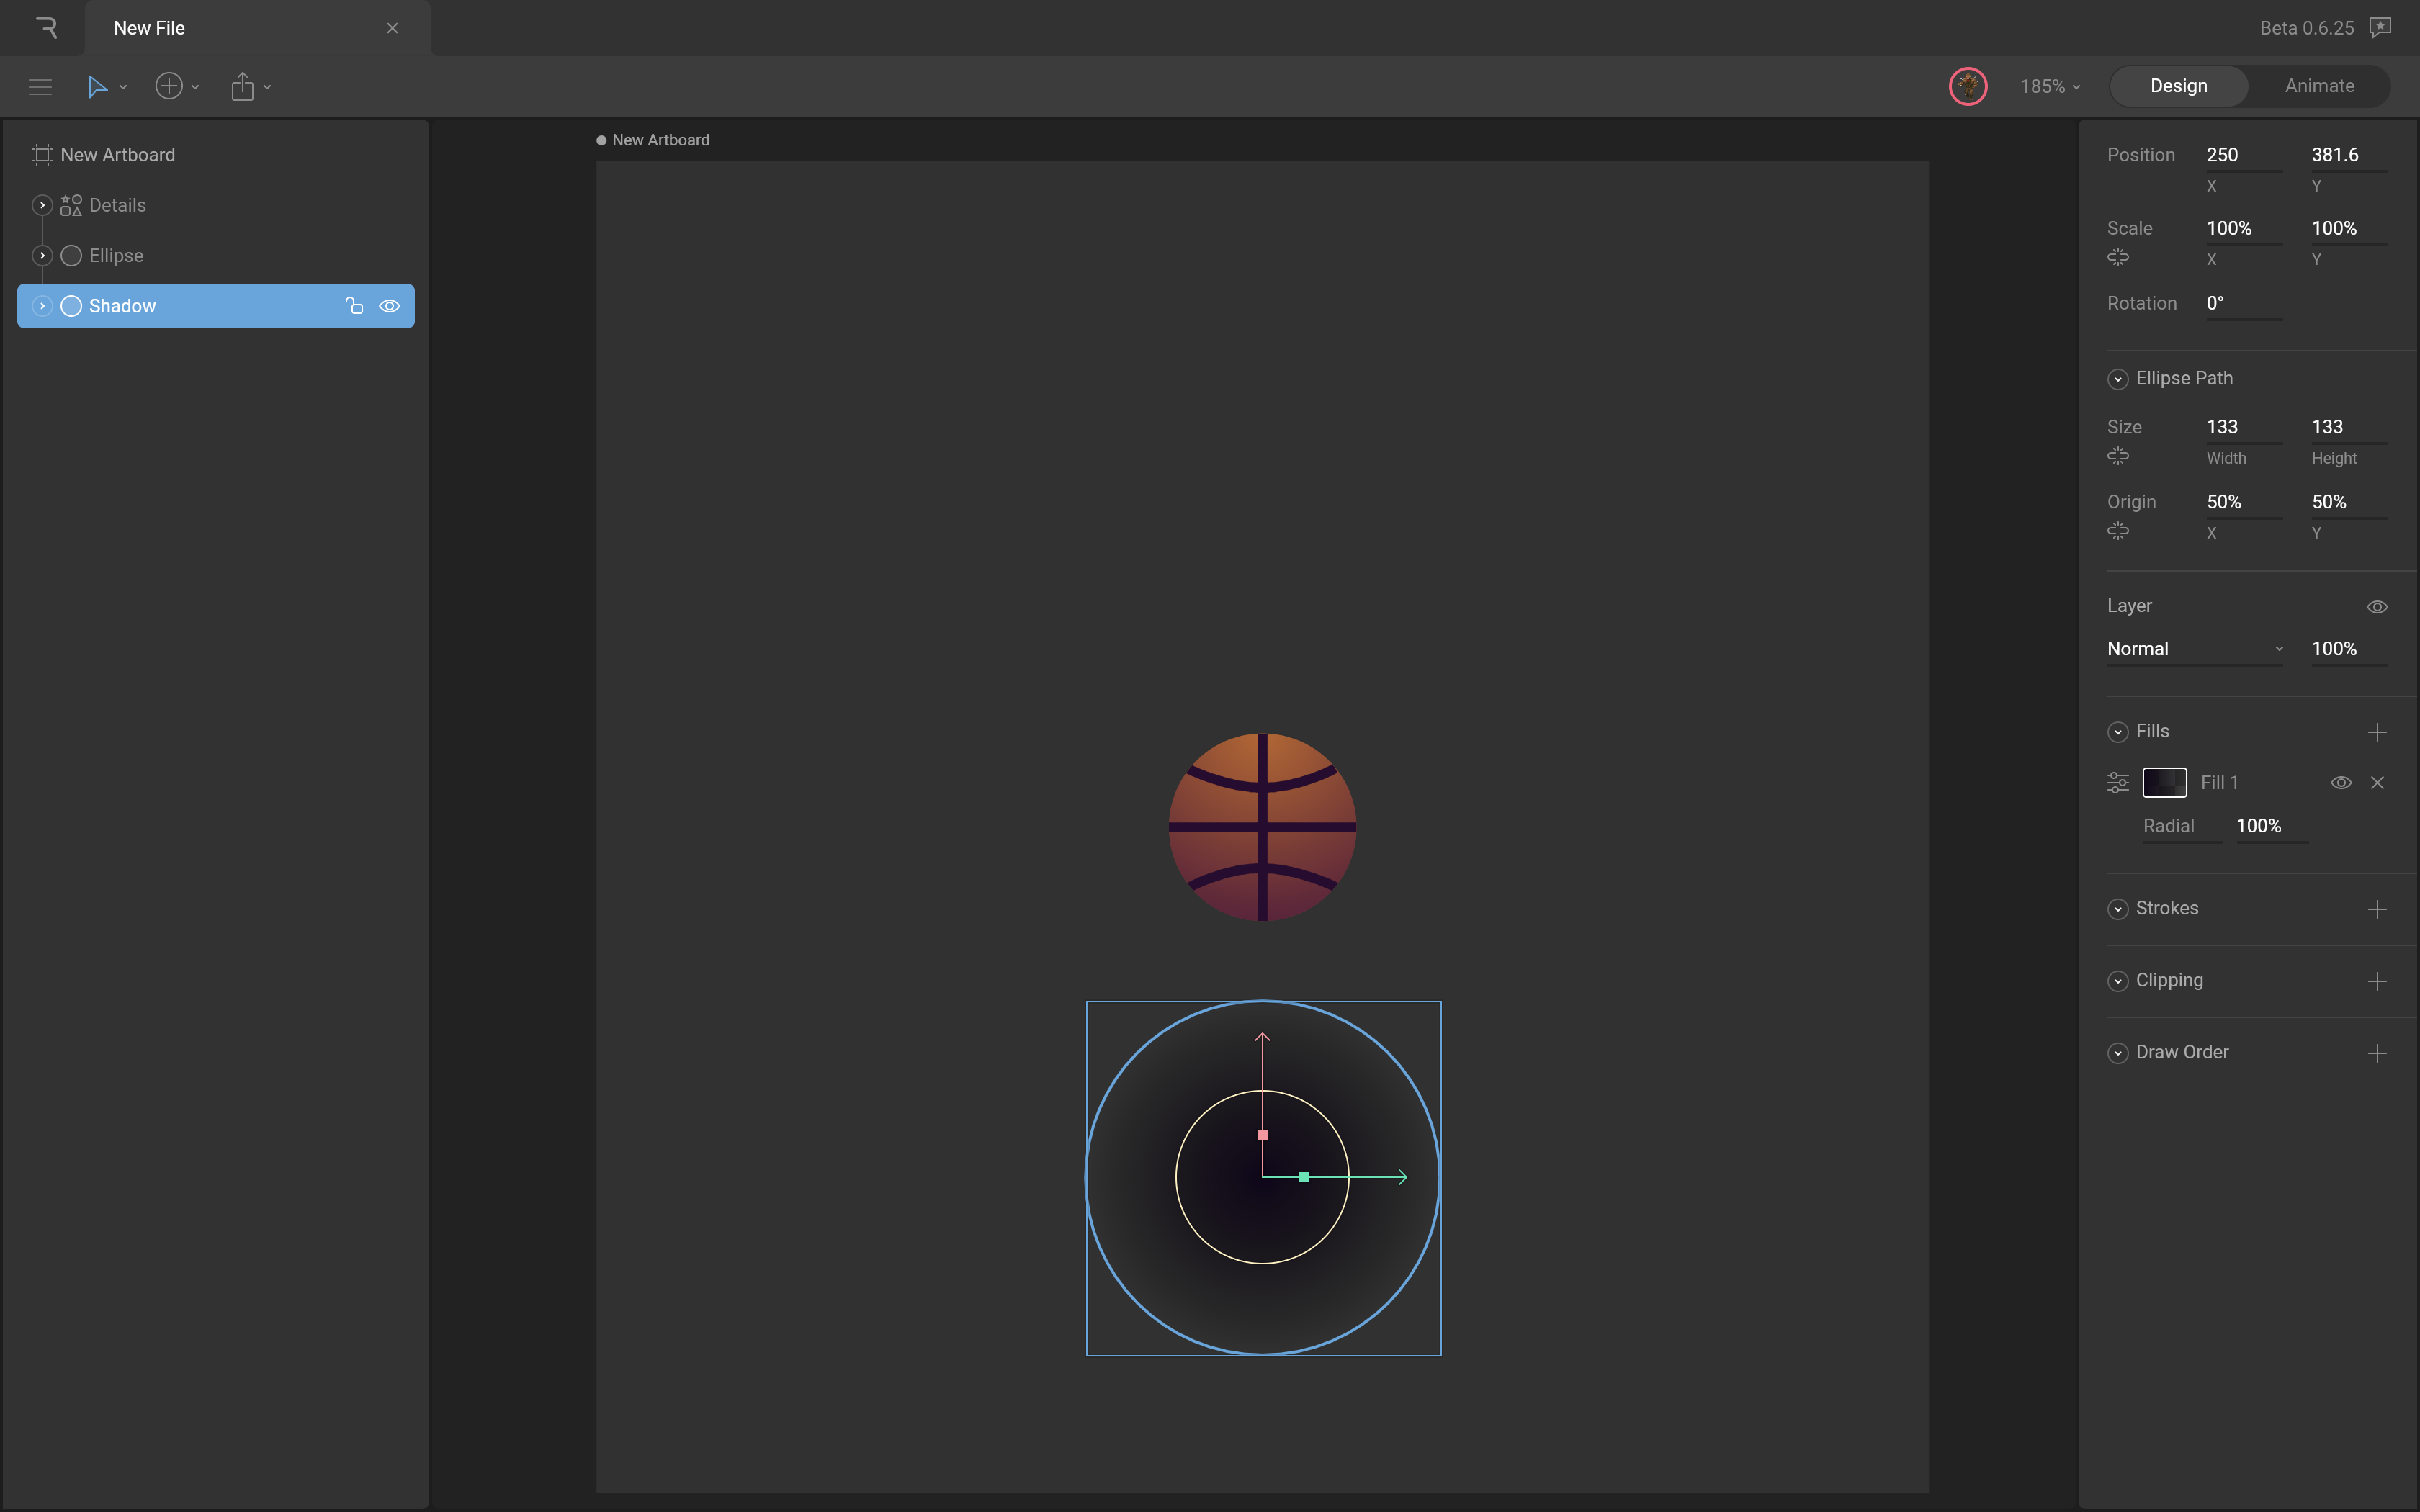 New File
Beta 0.6.25
185%
Design
Animate
New Artboard
Details
Ellipse
Shadow
New Artboard
Position 250 381.6
X Y
Scale 100% 100%
X Y
Rotation 0°
Ellipse Path
Size 133 133
Width Height
Origin 50% 50%
X Y
Layer
Normal 100%
Fills
Fill 1
Radial 100%
Strokes
Clipping
Draw Order